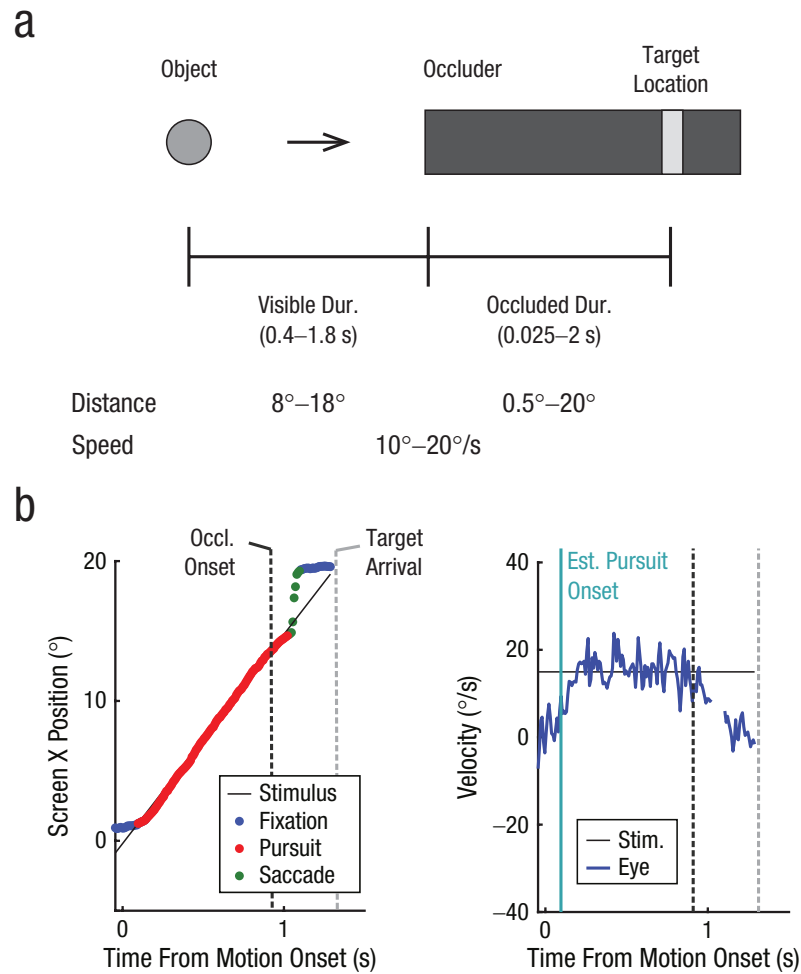 a
Object
Occluder
Target
Location
Visible Dur.
(0.4–1.8 s)
Occluded Dur.
(0.025–2 s)
Distance
8°–18°
0.5°–20°
Speed
10°–20°/s
b
Occl.
Onset
Target
Arrival
20
10
0
Screen X Position (°)
Stimulus
Fixation
Pursuit
Saccade
0
1
Time From Motion Onset (s)
Est. Pursuit
Onset
40
20
0
−20
−40
Velocity (°/s)
Stim.
Eye
0
1
Time From Motion Onset (s)